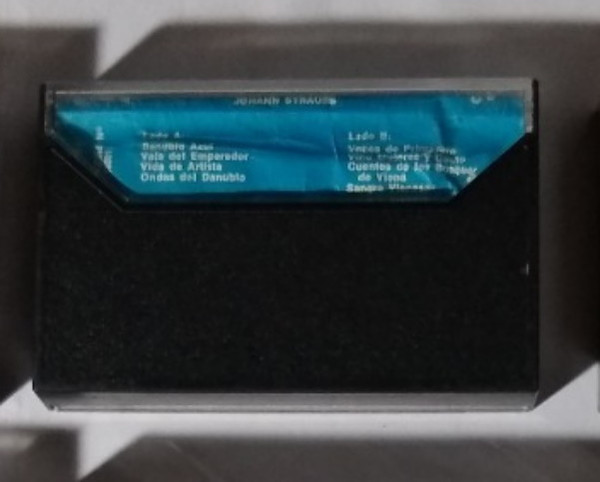 JOHANN STRAUSS
Lado A:
Danubio Azul
Vals del Emperador
Vida de Artista
Ondas del Danubio
Lado B:
Voces de Primavera
Vino Mujeres y Canto
Cuentos de los Bosques
de Viena
Sangre Vienesa